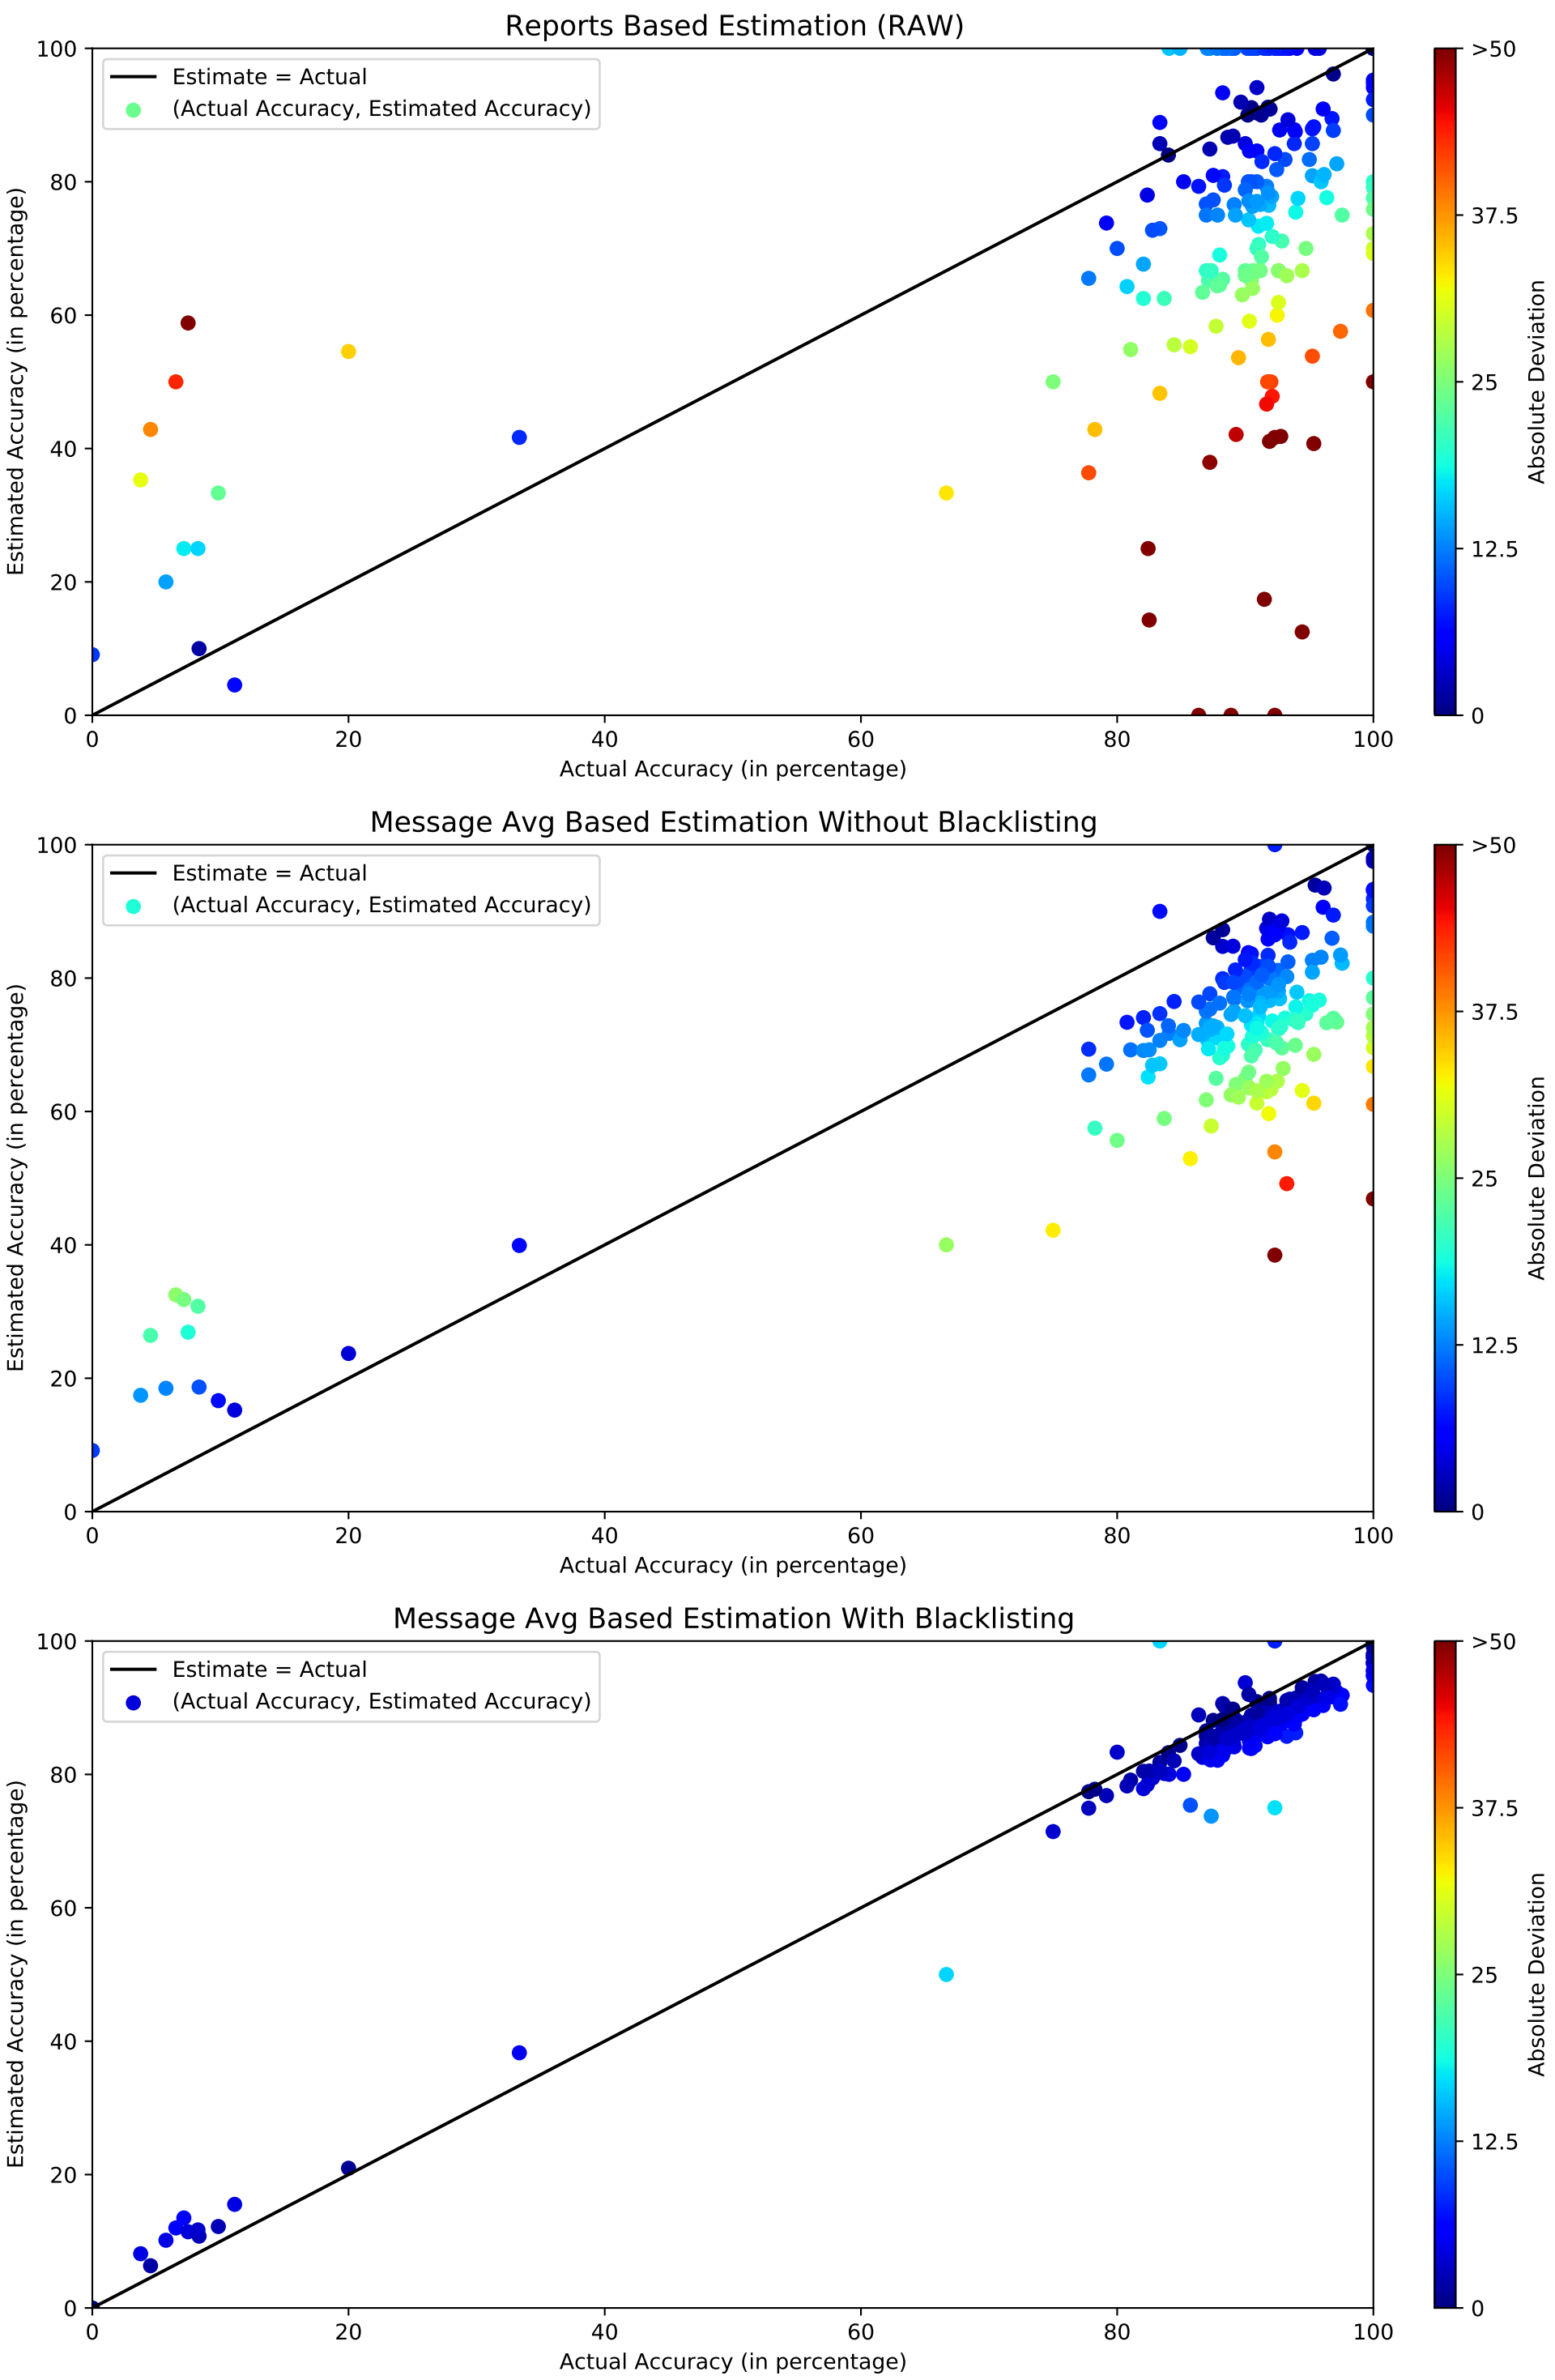 Reports Based Estimation (RAW)
Estimate = Actual
(Actual Accuracy, Estimated Accuracy)
100
80
60
40
20
0
Estimated Accuracy (in percentage)
0 20 40 60 80 100
Actual Accuracy (in percentage)
>50
37.5
25
12.5
0
Absolute Deviation
Message Avg Based Estimation Without Blacklisting
Estimate = Actual
(Actual Accuracy, Estimated Accuracy)
100
80
60
40
20
0
Estimated Accuracy (in percentage)
0 20 40 60 80 100
Actual Accuracy (in percentage)
>50
37.5
25
12.5
0
Absolute Deviation
Message Avg Based Estimation With Blacklisting
Estimate = Actual
(Actual Accuracy, Estimated Accuracy)
100
80
60
40
20
0
Estimated Accuracy (in percentage)
0 20 40 60 80 100
Actual Accuracy (in percentage)
>50
37.5
25
12.5
0
Absolute Deviation